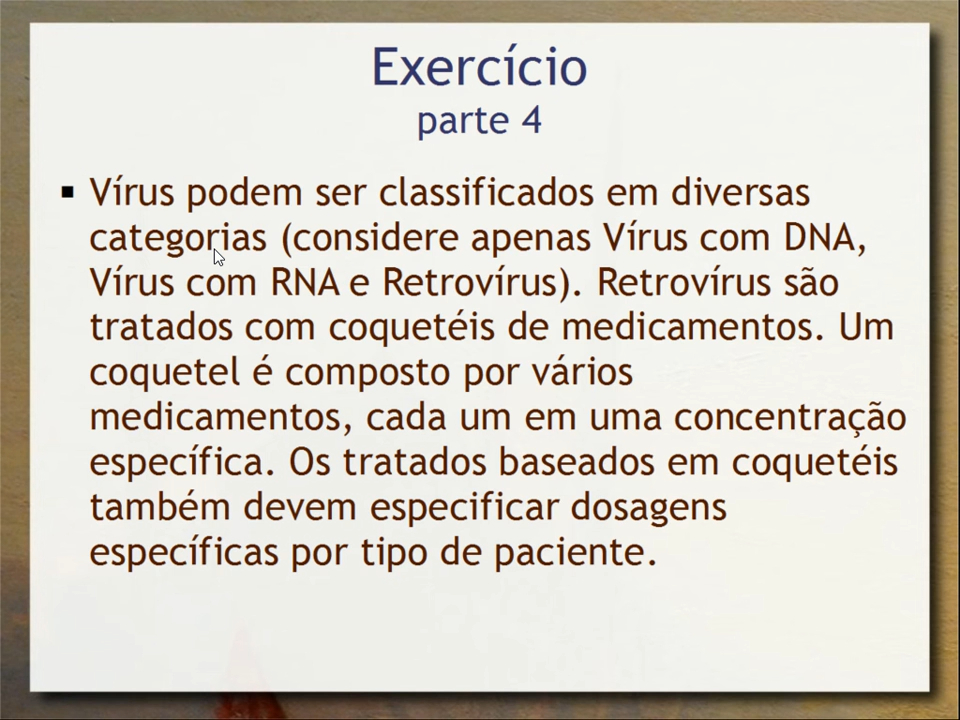 Exercício
parte 4
▪ Vírus podem ser classificados em diversas
categorias (considere apenas Vírus com DNA,
Vírus com RNA e Retrovírus). Retrovírus são
tratados com coquetéis de medicamentos. Um
coquetel é composto por vários
medicamentos, cada um em uma concentração
específica. Os tratados baseados em coquetéis
também devem especificar dosagens
específicas por tipo de paciente.